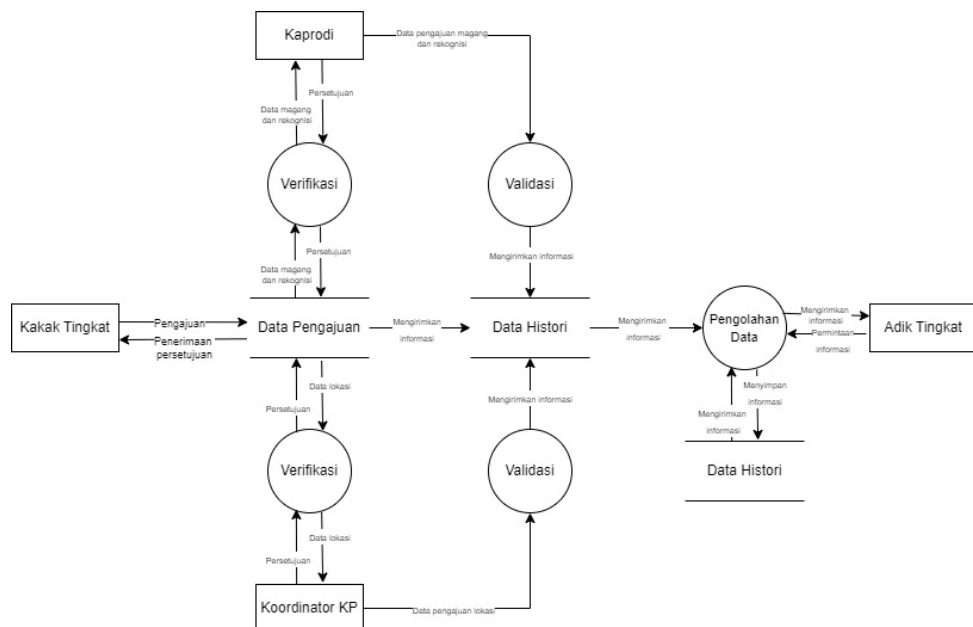 Kaprodi
Data pengajuan magang
dan rekognisi
Persetujuan
Data magang
dan rekognisi
Verifikasi
Validasi
Persetujuan
Data magang
dan rekognisi
Mengirimkan informasi
Kakak Tingkat
Pengajuan
Penerimaan
persetujuan
Data Pengajuan
Mengirimkan
informasi
Data Histori
Mengirimkan
informasi
Pengolahan
Data
Mengirimkan
informasi
Permintaan
informasi
Adik Tingkat
Data lokasi
Persetujuan
Mengirimkan informasi
Menyimpan
informasi
Mengirimkan
informasi
Verifikasi
Validasi
Data Histori
Data lokasi
Persetujuan
Koordinator KP
Data pengajuan lokasi